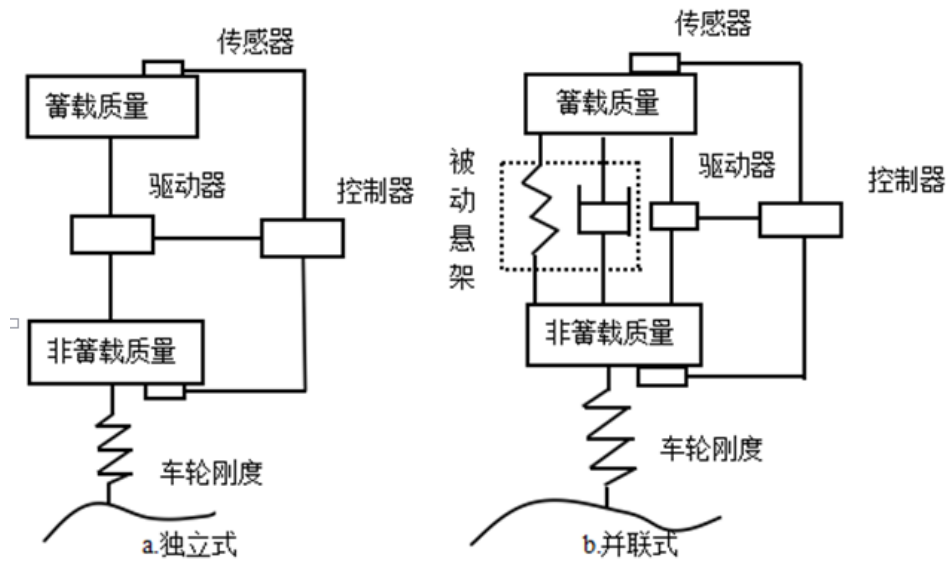 传感器
簧载质量
驱动器
控制器
非簧载质量
车轮刚度
a.独立式
传感器
簧载质量
被动悬架
驱动器
控制器
非簧载质量
车轮刚度
b.并联式